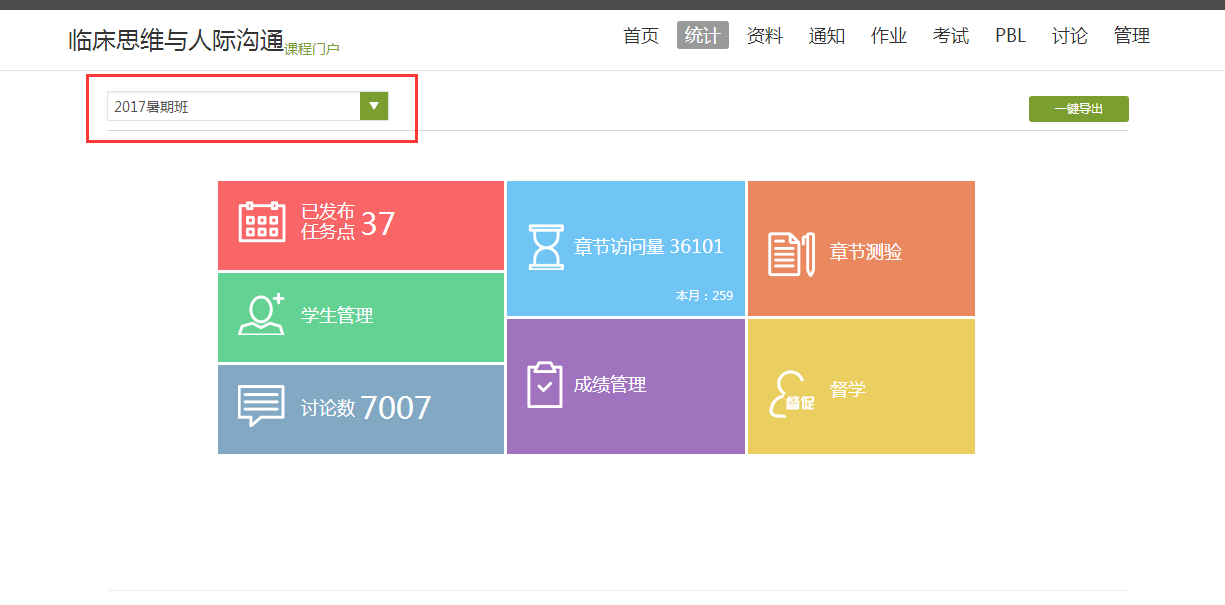 临床思维与人际沟通课程门户
首页 统计 资料 通知 作业 考试 PBL 讨论 管理
2017暑期班
一键导出
已发布
任务点 37
学生管理
讨论数 7007
章节访问量 36101
本月：259
成绩管理
章节测验
督促
督学